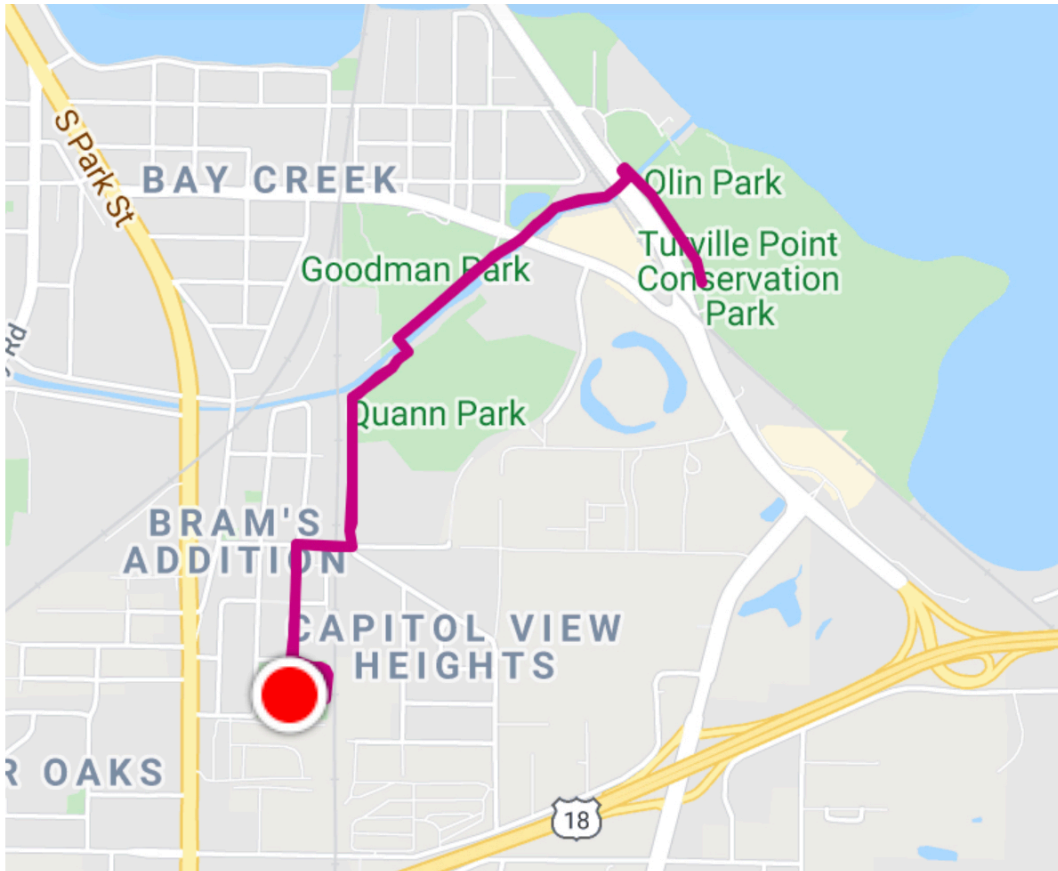 S Park St
BAY CREEK
Olin Park
Turville Point
Conservation
Park
Goodman Park
Rd
Quann Park
BRAM'S
ADDITION
CAPITOL VIEW
HEIGHTS
R OAKS
18